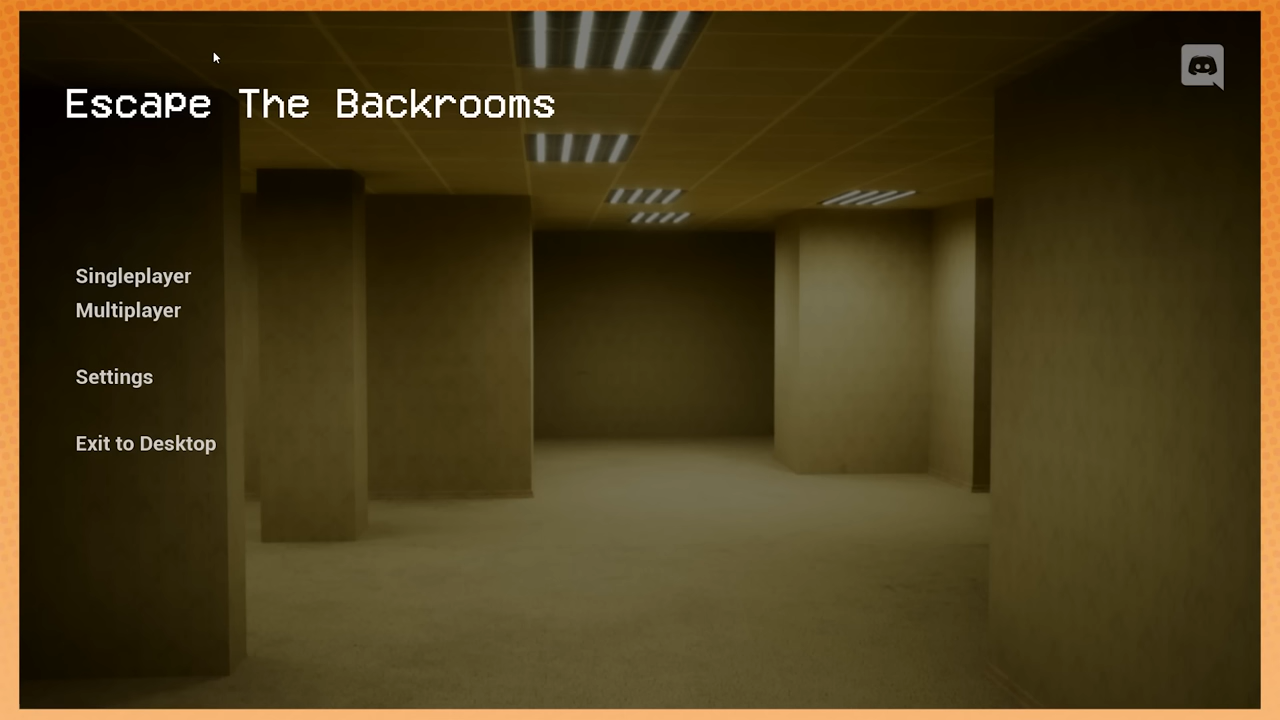 Escape The Backrooms
Singleplayer
Multiplayer
Settings
Exit to Desktop